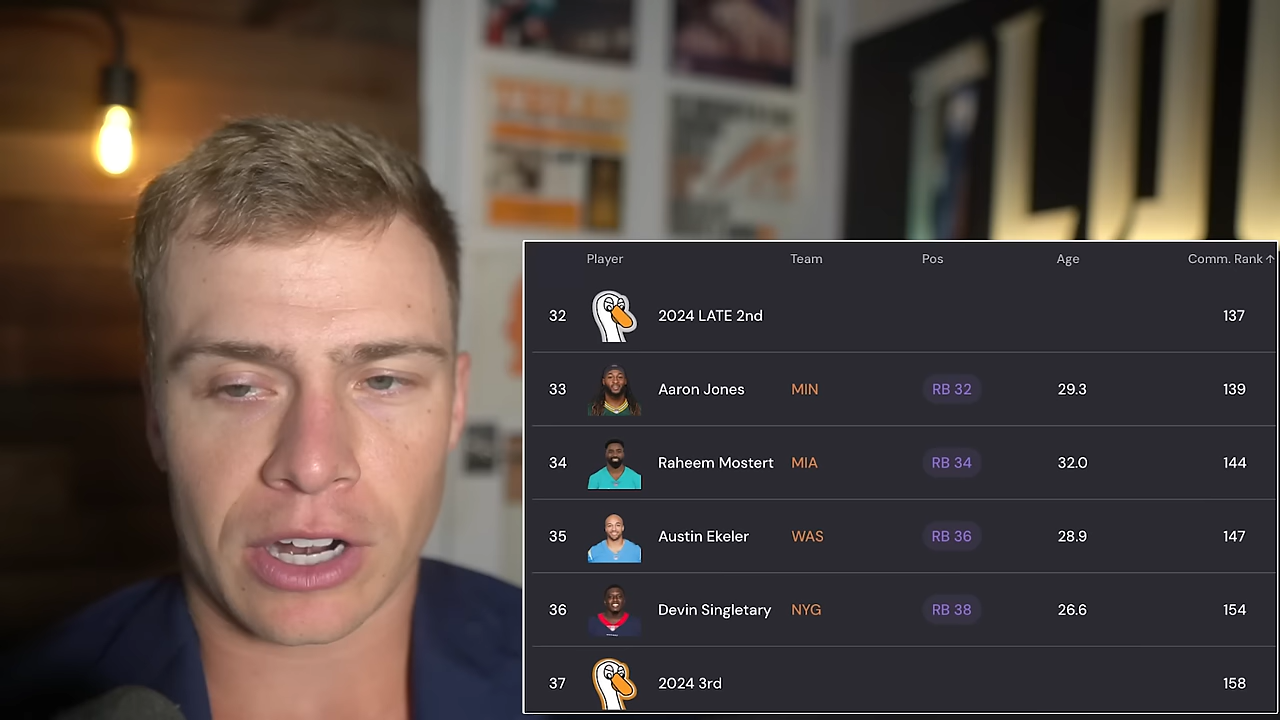 TEXAS
LU
Player Team Pos Age Comm. Rank ↑
32 2024 LATE 2nd 137
33 Aaron Jones MIN RB 32 29.3 139
34 Raheem Mostert MIA RB 34 32.0 144
35 Austin Ekeler WAS RB 36 28.9 147
36 Devin Singletary NYG RB 38 26.6 154
37 2024 3rd 158